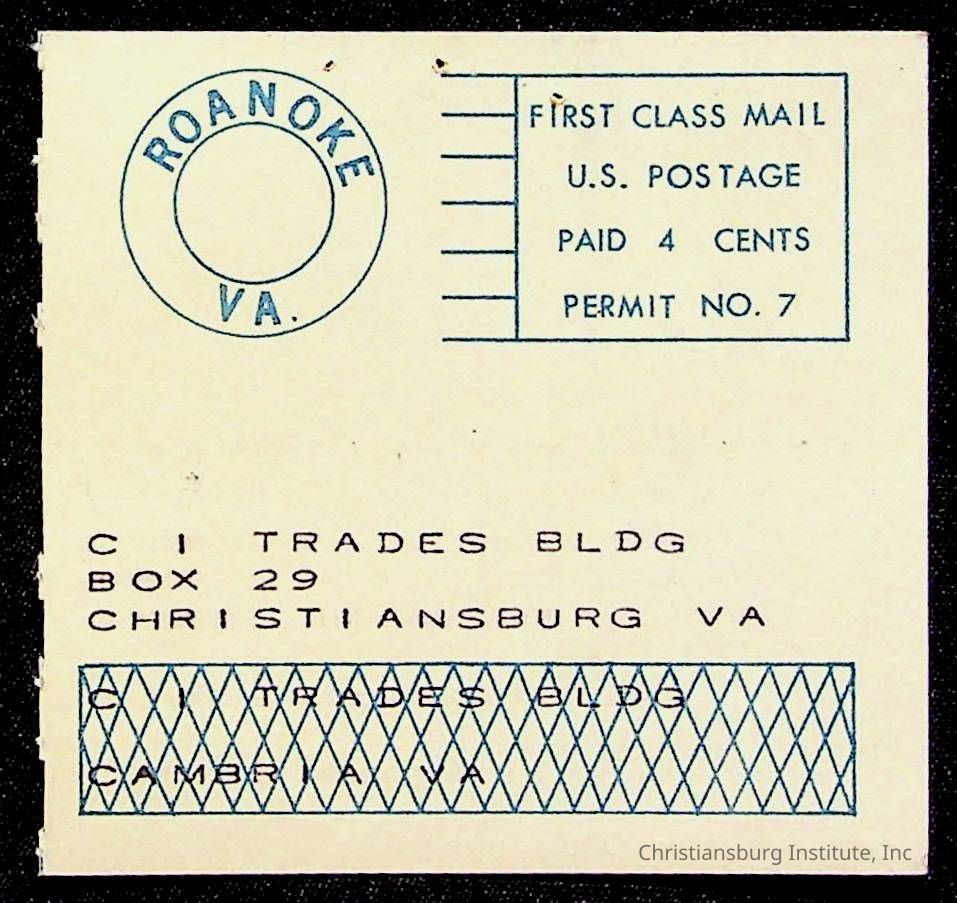 ROANOKE
VA.
FIRST CLASS MAIL
U.S. POSTAGE
PAID 4 CENTS
PERMIT NO. 7
C I TRADES BLDG
BOX 29
CHRISTIANSBURG VA
C I TRADES BLDG
CAMBRIA VA
Christiansburg Institute, Inc